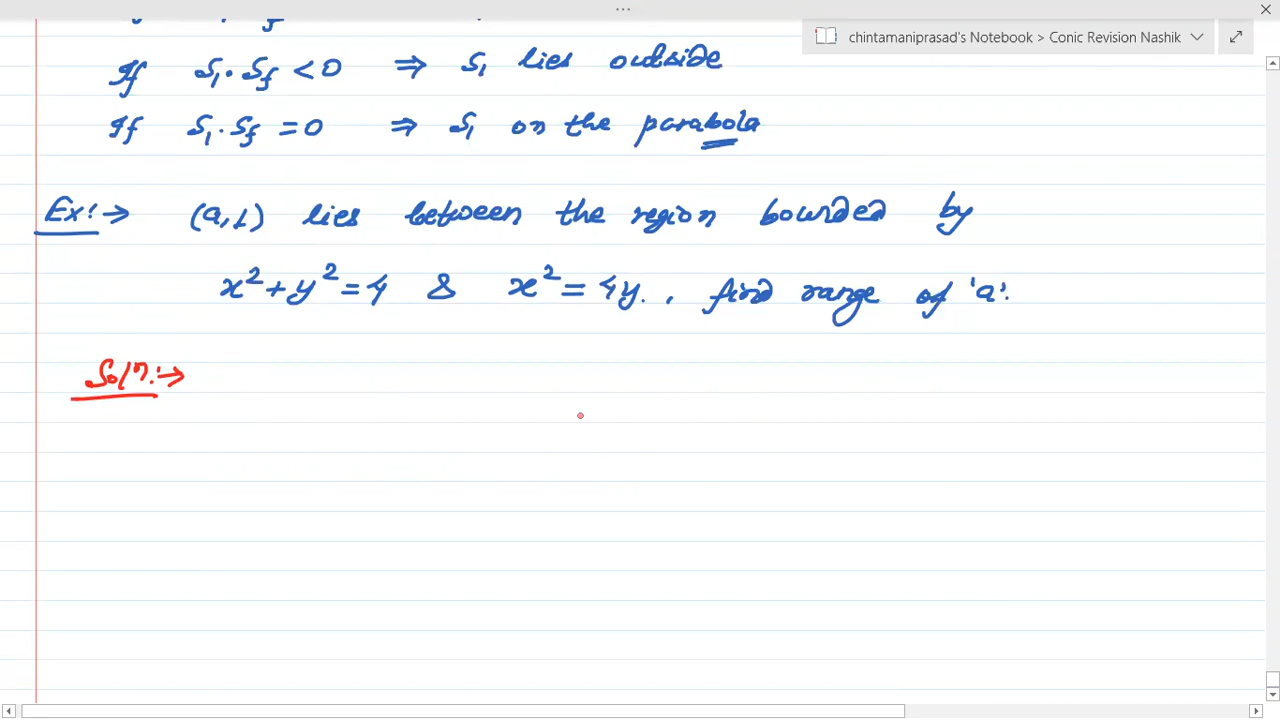 ...
chintamaniprasad's Notebook > Conic Revision Nashik
If S₁·S_f < 0 ⇒ S₁ lies outside
If S₁·S_f = 0 ⇒ S₁ on the parabola
Ex:→ (a,1) lies between the region bounded by
x²+y²=4 & x²=4y. , find range of 'a'.
Sol^n:→